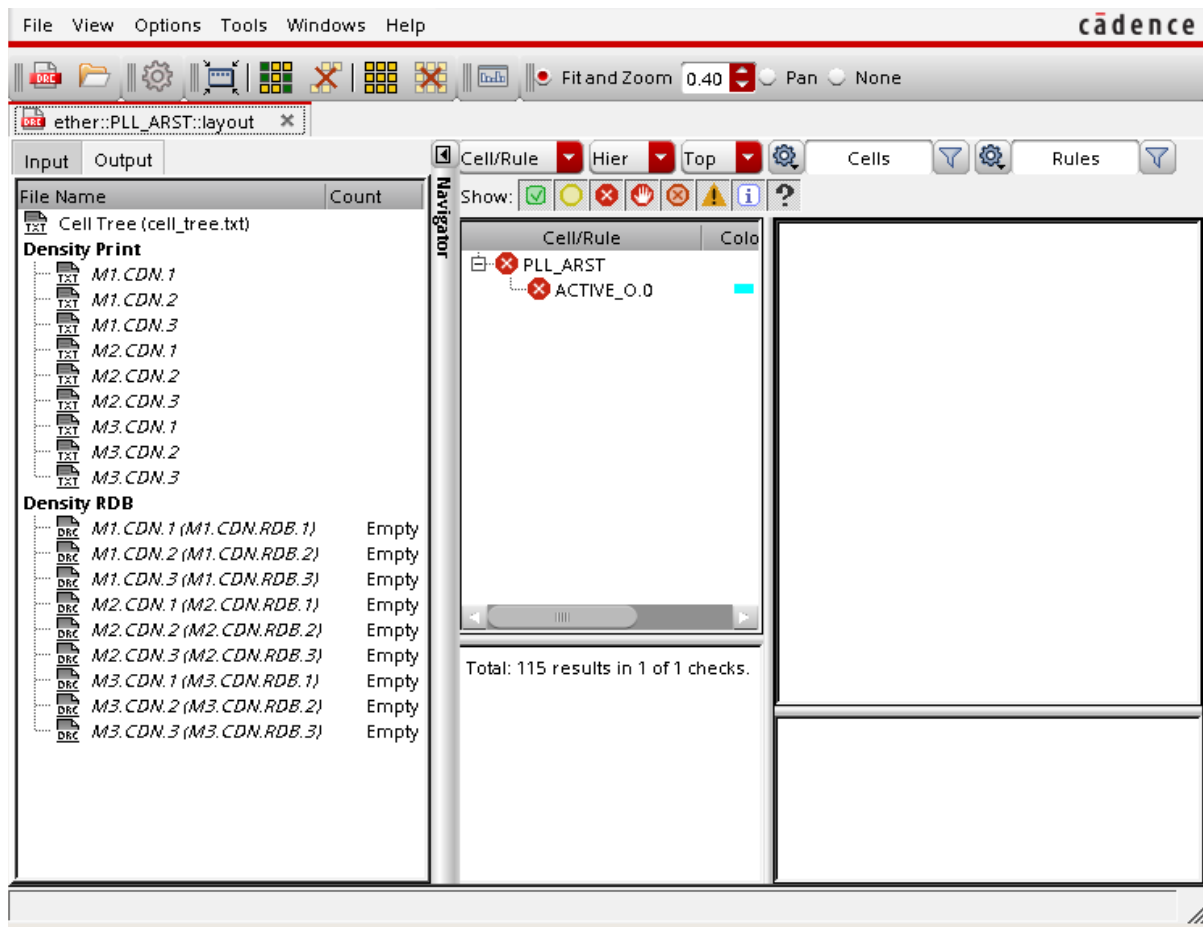 File View Options Tools Windows Help
cādence
Fit and Zoom 0.40 Pan None
ether::PLL_ARST::layout
Input Output
File Name Count
Cell Tree (cell_tree.txt)
Density Print
M1.CDN.1
M1.CDN.2
M1.CDN.3
M2.CDN.1
M2.CDN.2
M2.CDN.3
M3.CDN.1
M3.CDN.2
M3.CDN.3
Density RDB
M1.CDN.1 (M1.CDN.RDB.1) Empty
M1.CDN.2 (M1.CDN.RDB.2) Empty
M1.CDN.3 (M1.CDN.RDB.3) Empty
M2.CDN.1 (M2.CDN.RDB.1) Empty
M2.CDN.2 (M2.CDN.RDB.2) Empty
M2.CDN.3 (M2.CDN.RDB.3) Empty
M3.CDN.1 (M3.CDN.RDB.1) Empty
M3.CDN.2 (M3.CDN.RDB.2) Empty
M3.CDN.3 (M3.CDN.RDB.3) Empty
Navigator
Cell/Rule Hier Top Cells Rules
Show: ?
Cell/Rule Colo
PLL_ARST
ACTIVE_O.0
Total: 115 results in 1 of 1 checks.